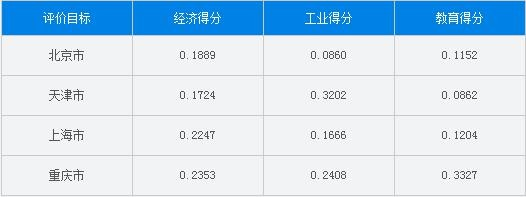 评价目标 经济得分 工业得分 教育得分
北京市 0.1889 0.0860 0.1152
天津市 0.1724 0.3202 0.0862
上海市 0.2247 0.1666 0.1204
重庆市 0.2353 0.2408 0.3327